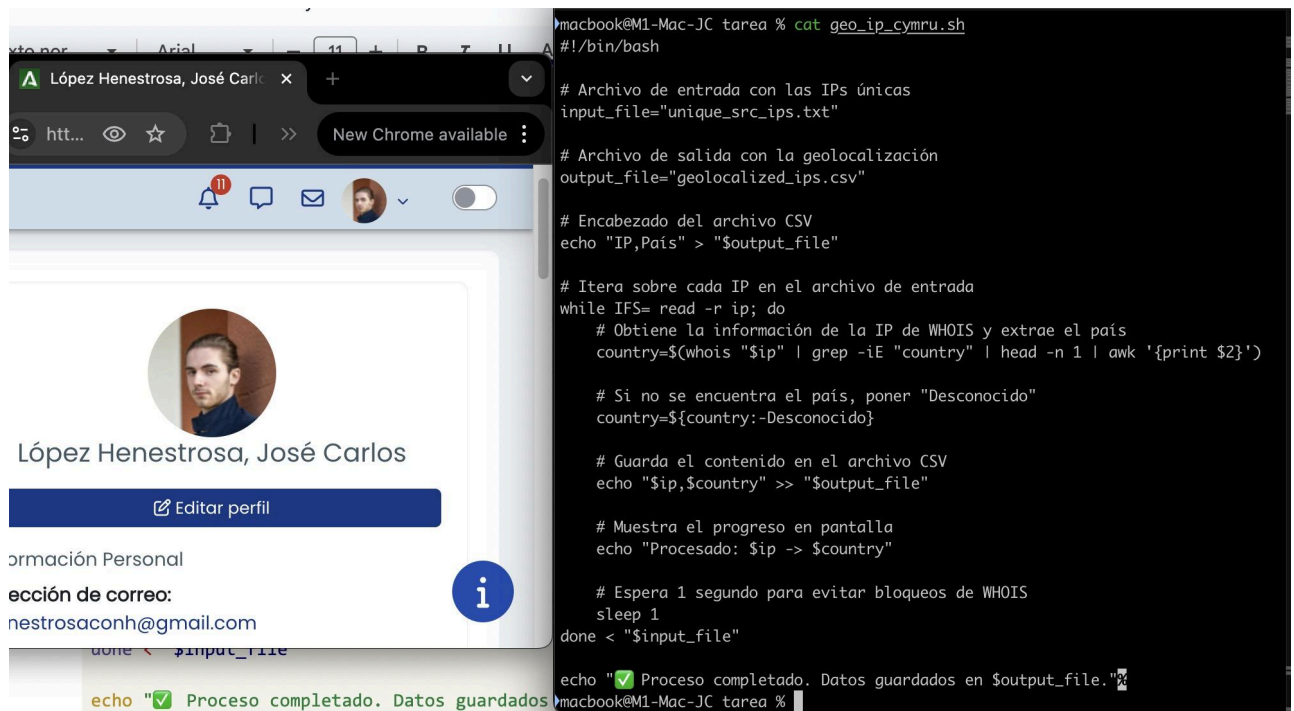 Arial
11
López Henestrosa, José Carlo
htt...
New Chrome available
11
López Henestrosa, José Carlos
Editar perfil
ormación Personal
ección de correo:
nestrosaconh@gmail.com
done < "$input_file"
echo "✅ Proceso completado. Datos guardados
macbook@M1-Mac-JC tarea % cat geo_ip_cymru.sh
#!/bin/bash
# Archivo de entrada con las IPs únicas
input_file="unique_src_ips.txt"
# Archivo de salida con la geolocalización
output_file="geolocalized_ips.csv"
# Encabezado del archivo CSV
echo "IP,País" > "$output_file"
# Itera sobre cada IP en el archivo de entrada
while IFS= read -r ip; do
# Obtiene la información de la IP de WHOIS y extrae el país
country=$(whois "$ip" | grep -iE "country" | head -n 1 | awk '{print $2}')
# Si no se encuentra el país, poner "Desconocido"
country=${country:-Desconocido}
# Guarda el contenido en el archivo CSV
echo "$ip,$country" >> "$output_file"
# Muestra el progreso en pantalla
echo "Procesado: $ip -> $country"
# Espera 1 segundo para evitar bloqueos de WHOIS
sleep 1
done < "$input_file"
echo "✅ Proceso completado. Datos guardados en $output_file."%
macbook@M1-Mac-JC tarea %